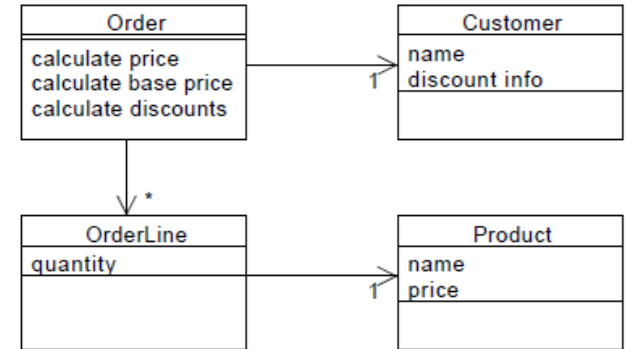 Order
calculate price
calculate base price
calculate discounts
1
Customer
name
discount info
*
OrderLine
quantity
1
Product
name
price